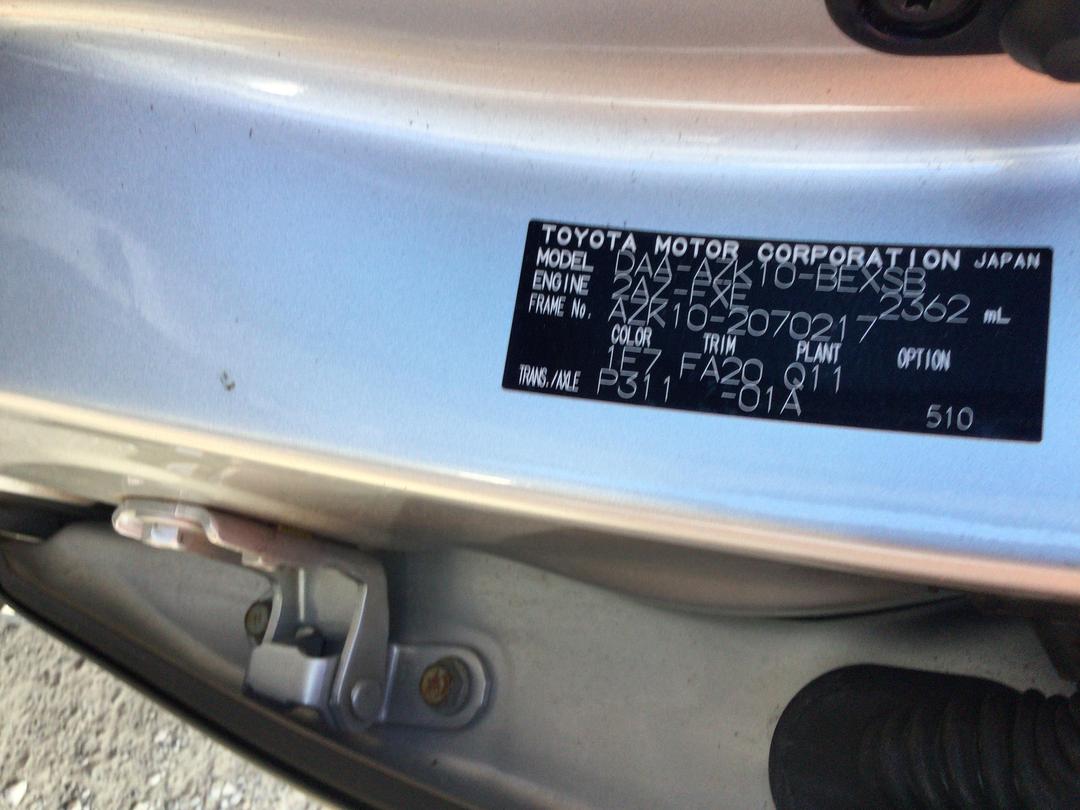 TOYOTA MOTOR CORPORATION JAPAN
MODEL DAA-AZK10-BEXSB
ENGINE 2AZ-FXE 2362 mL
FRAME No. AZK10-2070217
COLOR TRIM PLANT OPTION
1E7 FA20 Q11
TRANS./AXLE P311 -01A 510